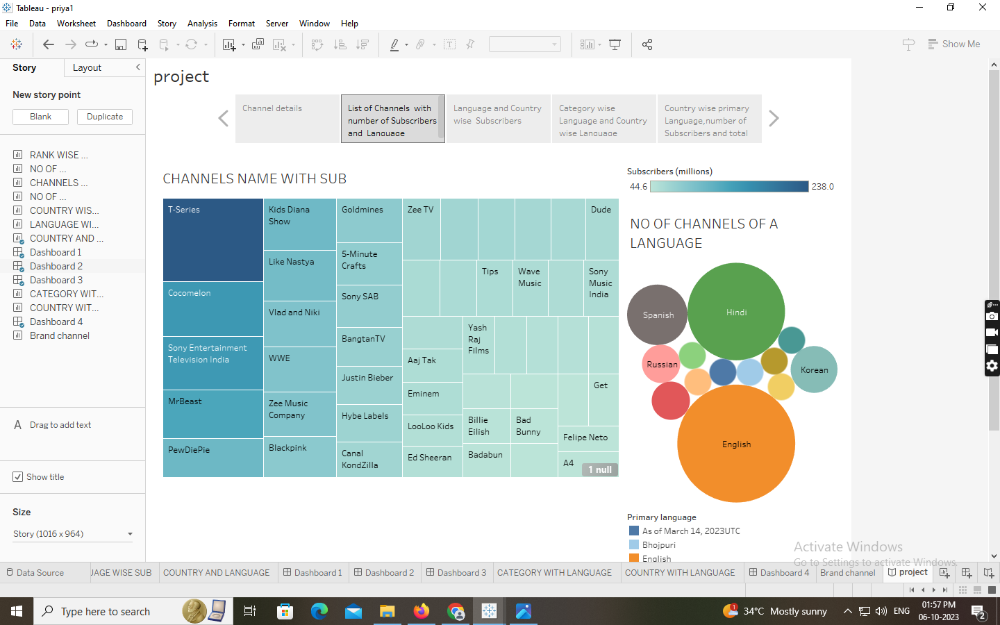 Tableau - priya1
File Data Worksheet Dashboard Story Analysis Format Server Window Help
Show Me
Story Layout
New story point
Blank Duplicate
RANK WISE ...
NO OF ...
CHANNELS ...
NO OF ...
COUNTRY WIS...
LANGUAGE WI...
COUNTRY AND ...
Dashboard 1
Dashboard 2
Dashboard 3
CATEGORY WIT...
COUNTRY WIT...
Dashboard 4
Brand channel
A Drag to add text
Show title
Size
Story (1016 x 964)
project
Channel details
List of Channels with
number of Subscribers
and Language
Language and Country
wise Subscribers
Category wise
Language and Country
wise Language
Country wise primary
Language,number of
Subscribers and total
CHANNELS NAME WITH SUB
T-Series
Cocomelon
Sony Entertainment
Television India
MrBeast
PewDiePie
Kids Diana
Show
Like Nastya
Vlad and Niki
WWE
Zee Music
Company
Blackpink
Goldmines
5-Minute
Crafts
Sony SAB
BangtanTV
Justin Bieber
Hybe Labels
Canal
KondZilla
Zee TV
Dude
Tips
Wave
Music
Sony
Music
India
Yash
Raj
Films
Aaj Tak
Eminem
LooLoo Kids
Ed Sheeran
Get
Billie
Eilish
Bad
Bunny
Badabun
Felipe Neto
A4
1 null
Subscribers (millions)
44.6 238.0
NO OF CHANNELS OF A
LANGUAGE
Hindi
Spanish
Russian
Korean
English
Primary language
As of March 14, 2023UTC
Bhojpuri
English
Activate Windows
Go to Settings to activate Windows.
Data Source JAGE WISE SUB COUNTRY AND LANGUAGE Dashboard 1 Dashboard 2 Dashboard 3 CATEGORY WITH LANGUAGE COUNTRY WITH LANGUAGE Dashboard 4 Brand channel project
Type here to search
1
34°C Mostly sunny
ENG
01:57 PM
06-10-2023
2